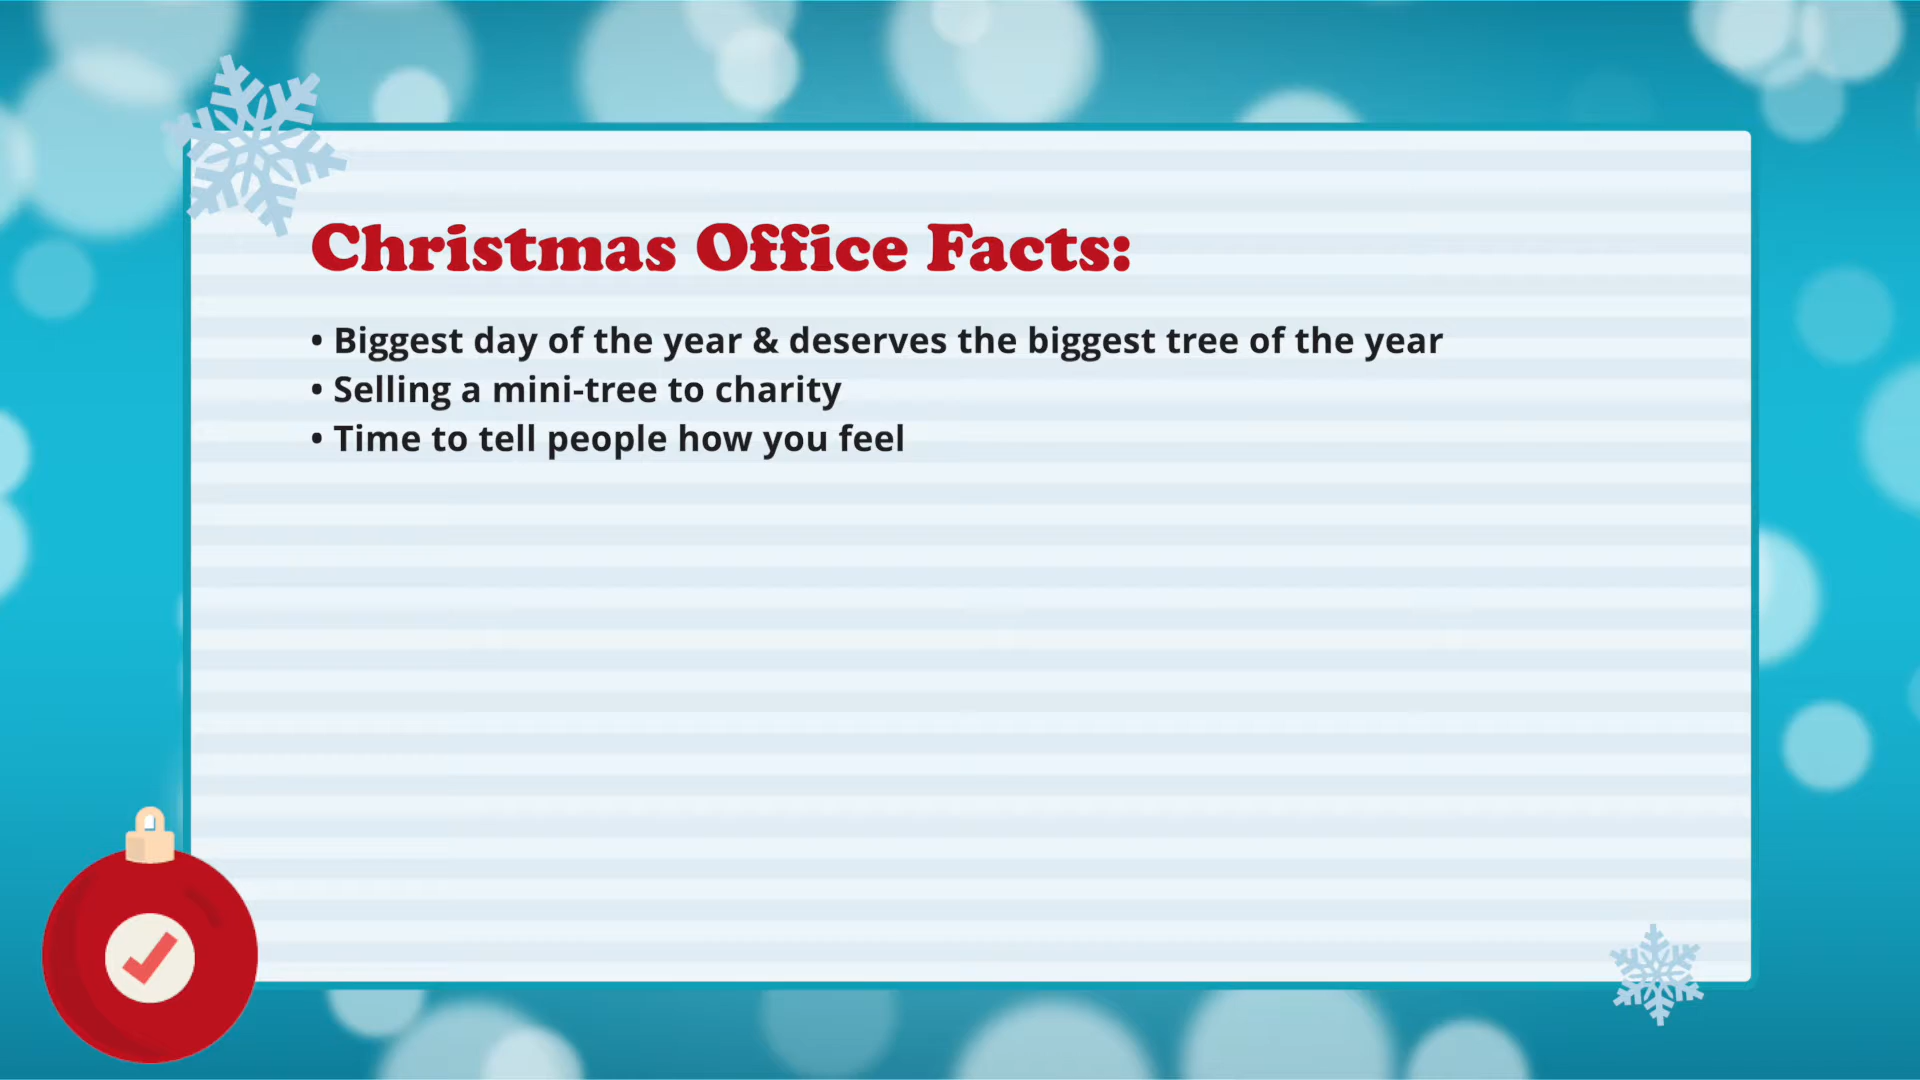 Christmas Office Facts:
• Biggest day of the year & deserves the biggest tree of the year
• Selling a mini-tree to charity
• Time to tell people how you feel